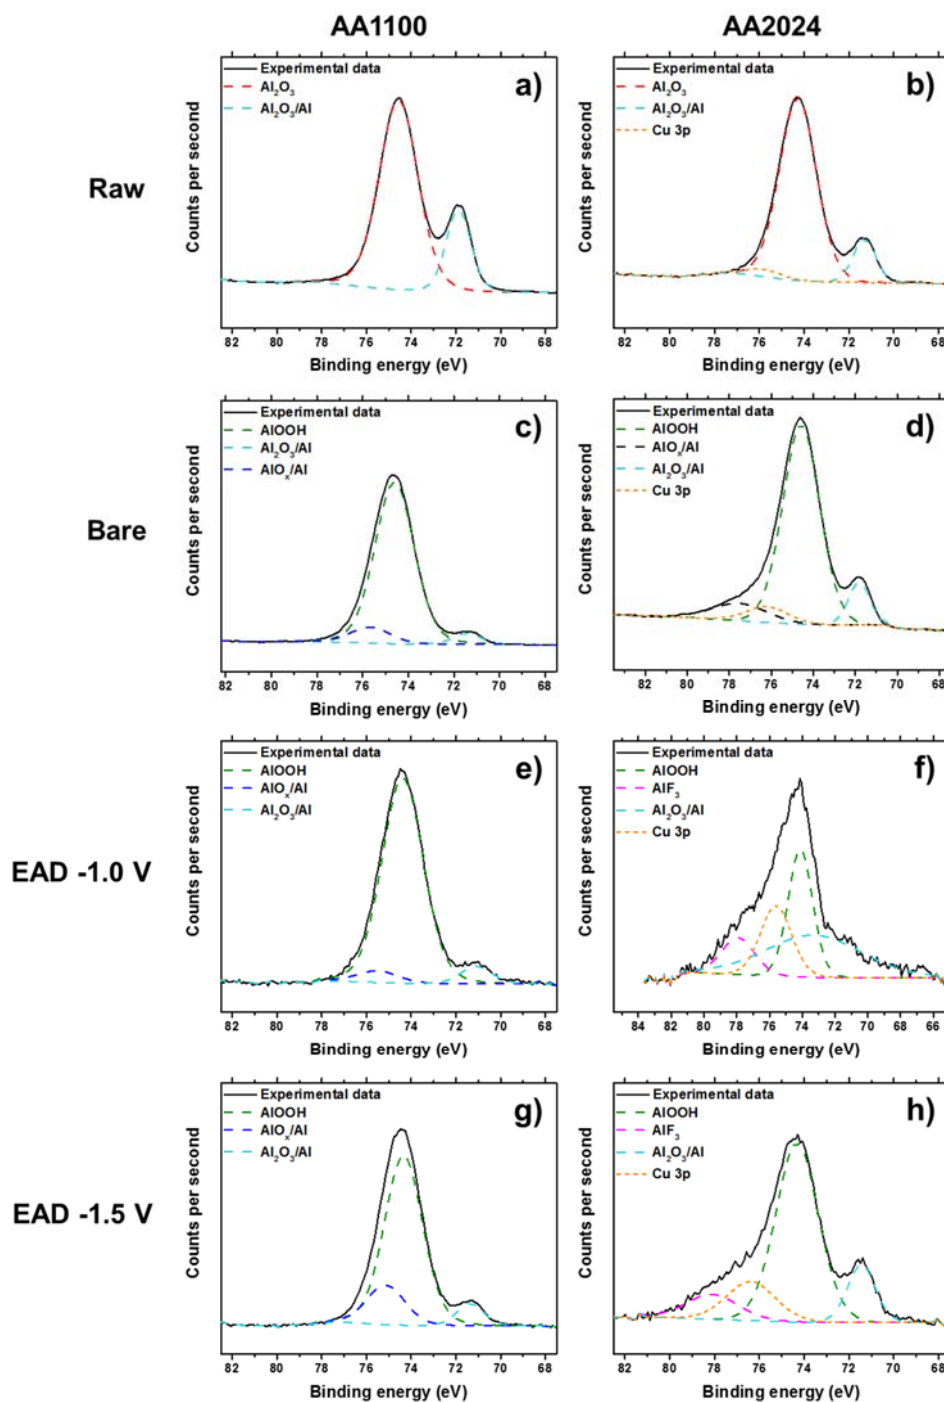 AA1100
AA2024
Raw
a)
Experimental data
Al₂O₃
Al₂O₃/Al
Counts per second
82 80 78 76 74 72 70 68
Binding energy (eV)
b)
Experimental data
Al₂O₃
Al₂O₃/Al
Cu 3p
Counts per second
82 80 78 76 74 72 70 68
Binding energy (eV)
Bare
c)
Experimental data
AlOOH
Al₂O₃/Al
AlOₓ/Al
Counts per second
82 80 78 76 74 72 70 68
Binding energy (eV)
d)
Experimental data
AlOOH
AlOₓ/Al
Al₂O₃/Al
Cu 3p
Counts per second
82 80 78 76 74 72 70 68
Binding energy (eV)
EAD -1.0 V
e)
Experimental data
AlOOH
AlOₓ/Al
Al₂O₃/Al
Counts per second
82 80 78 76 74 72 70 68
Binding energy (eV)
f)
Experimental data
AlOOH
AlF₃
Al₂O₃/Al
Cu 3p
Counts per second
85 84 80 78 76 74 72 70 68 66
Binding energy (eV)
EAD -1.5 V
g)
Experimental data
AlOOH
AlOₓ/Al
Al₂O₃/Al
Counts per second
82 80 78 76 74 72 70 68
Binding energy (eV)
h)
Experimental data
AlOOH
AlF₃
Al₂O₃/Al
Cu 3p
Counts per second
82 80 78 76 74 72 70 68
Binding energy (eV)